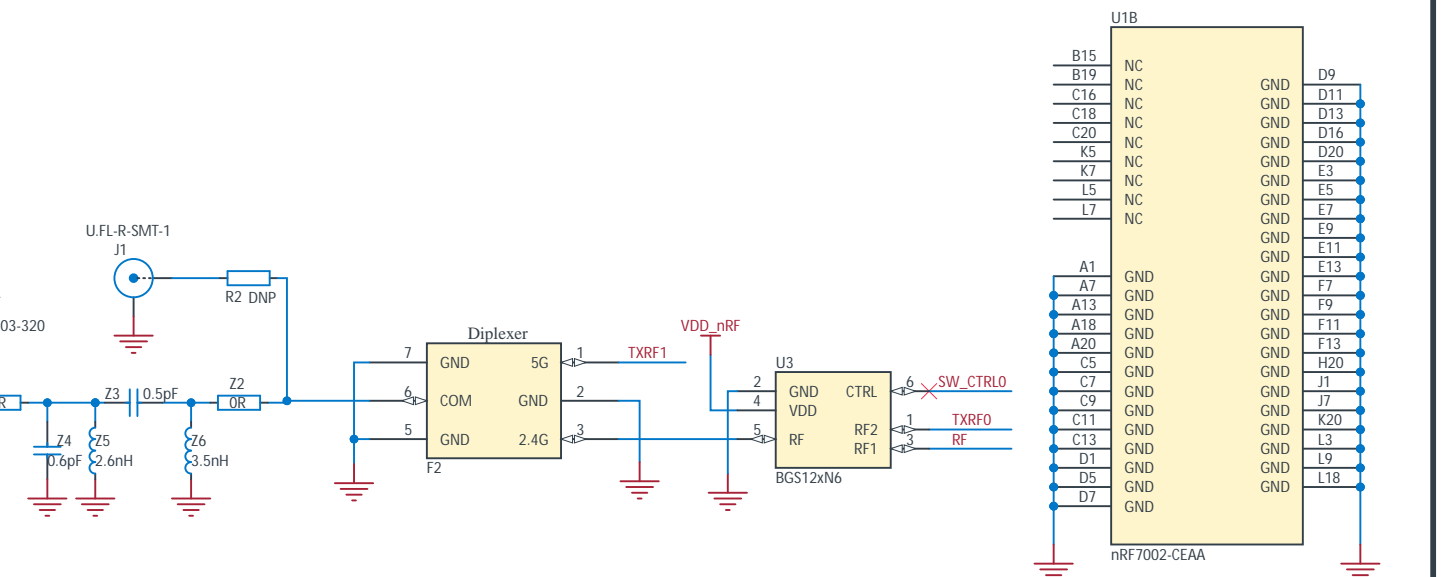 U1B
B15 NC
B19 NC
C16 NC
C18 NC
C20 NC
K5 NC
K7 NC
L5 NC
L7 NC
A1 GND
A7 GND
A13 GND
A18 GND
A20 GND
C5 GND
C7 GND
C9 GND
C11 GND
C13 GND
D1 GND
D5 GND
D7 GND
GND D9
GND D11
GND D13
GND D16
GND D20
GND E3
GND E5
GND E7
GND E9
GND E11
GND E13
GND F7
GND F9
GND F11
GND F13
GND H20
GND J1
GND J7
GND K20
GND L3
GND L9
GND L18
nRF7002-CEAA
U.FL-R-SMT-1
J1
R2 DNP
03-320
R
Z3 0.5pF
Z2
0R
Z4
0.6pF
Z5
2.6nH
Z6
3.5nH
Diplexer
7 GND 5G 1 TXRF1
6 COM GND 2
5 GND 2.4G 3
F2
VDD_nRF
U3
2 GND CTRL 6 SW_CTRL0
4 VDD
RF2 1 TXRF0
5 RF
RF1 3 RF
BGS12xN6